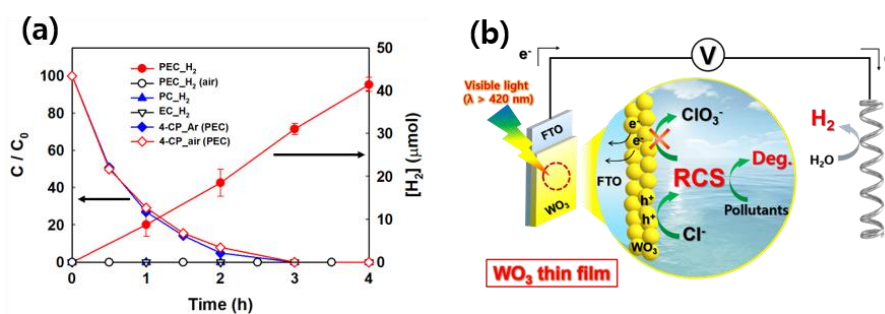 (a)
PEC_H2
PEC_H2 (air)
PC_H2
EC_H2
4-CP_Ar (PEC)
4-CP_air (PEC)
C / C0
100
80
60
40
20
0
[H2] (μmol)
50
40
30
20
10
0
0 1 2 3 4
Time (h)
(b)
e-
V
Visible light
(λ > 420 nm)
FTO
WO3
e-
e-
FTO
h+
h+
WO3
ClO3-
RCS
Deg.
Pollutants
Cl-
H2
H2O
WO3 thin film